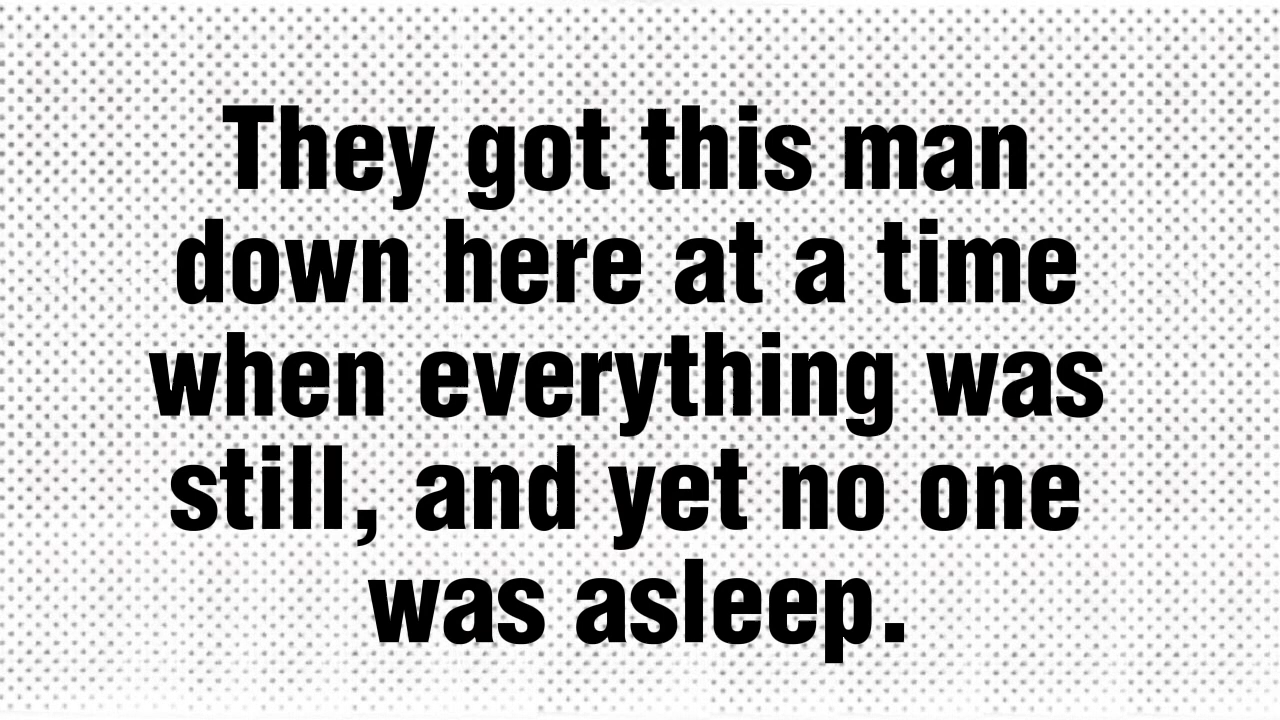 They got this man
down here at a time
when everything was
still, and yet no one
was asleep.